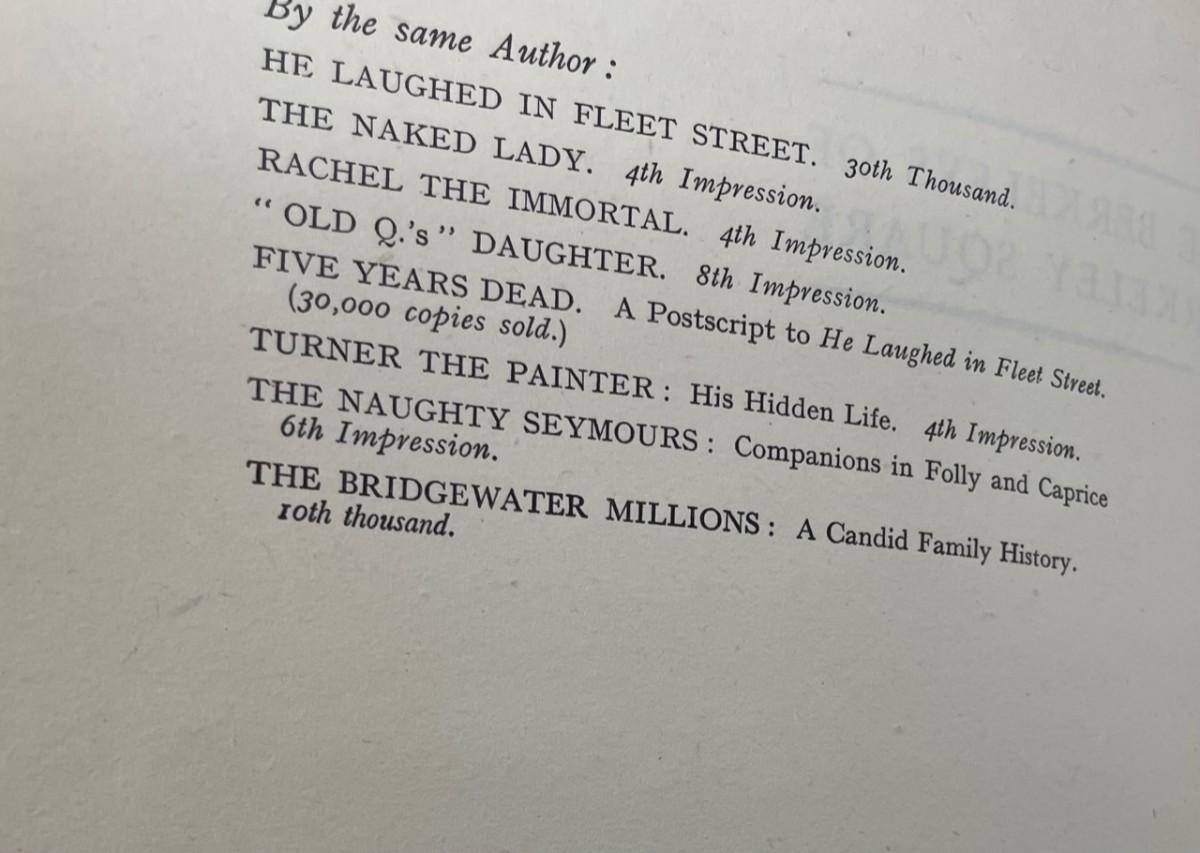 By the same Author :
HE LAUGHED IN FLEET STREET. 30th Thousand.
THE NAKED LADY. 4th Impression.
RACHEL THE IMMORTAL. 4th Impression.
“ OLD Q.’s ” DAUGHTER. 8th Impression.
FIVE YEARS DEAD. A Postscript to He Laughed in Fleet Street.
(30,000 copies sold.)
TURNER THE PAINTER : His Hidden Life. 4th Impression.
THE NAUGHTY SEYMOURS : Companions in Folly and Caprice
6th Impression.
THE BRIDGEWATER MILLIONS : A Candid Family History.
10th thousand.